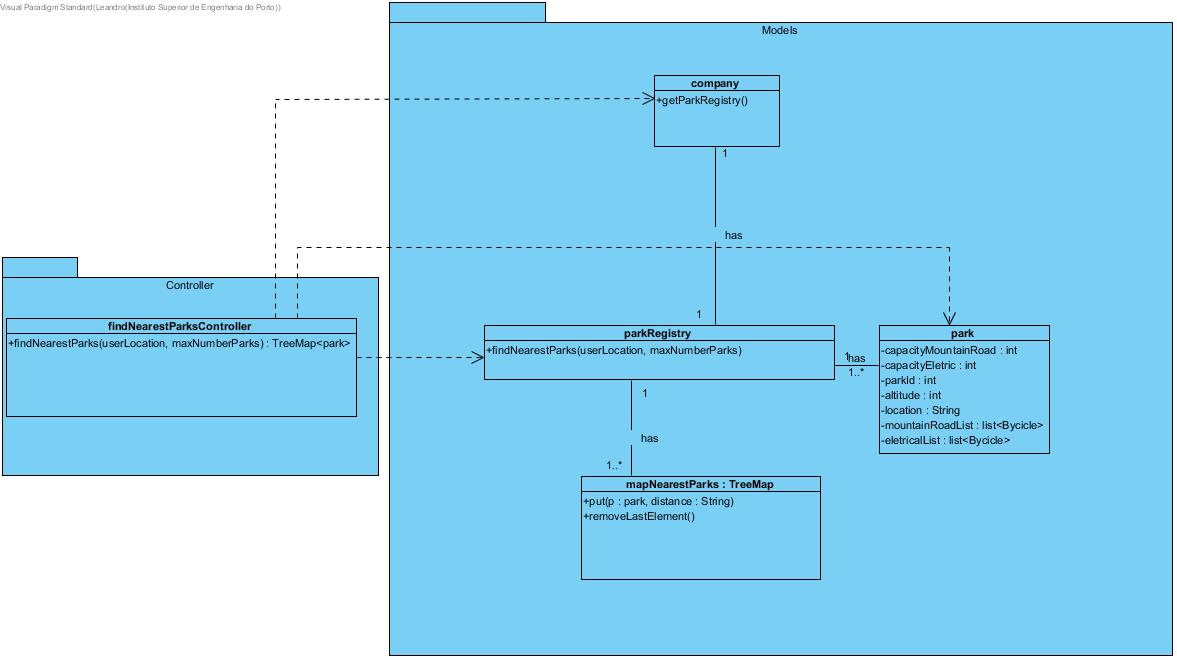 Visual Paradigm Standard(Leandro(Instituto Superior de Engenharia do Porto))
Models
company
+getParkRegistry()
1
has
1
Controller
findNearestParksController
+findNearestParks(userLocation, maxNumberParks) : TreeMap<park>
parkRegistry
+findNearestParks(userLocation, maxNumberParks)
1
has
1..*
park
-capacityMountainRoad : int
-capacityEletric : int
-parkId : int
-altitude : int
-location : String
-mountainRoadList : list<Bycicle>
-eletricalList : list<Bycicle>
1
has
1..*
mapNearestParks : TreeMap
+put(p : park, distance : String)
+removeLastElement()